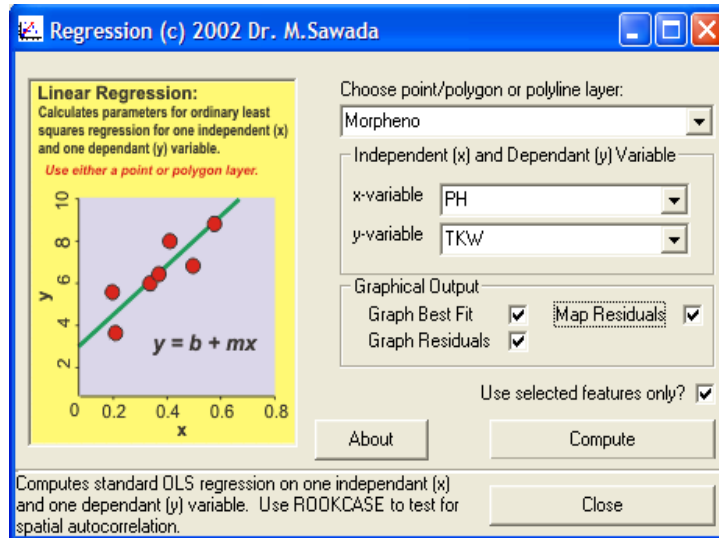 Regression (c) 2002 Dr. M.Sawada
Linear Regression:
Calculates parameters for ordinary least
squares regression for one independent (x)
and one dependant (y) variable.
Use either a point or polygon layer.
10
8
6
4
2
y
y = b + mx
0 0.2 0.4 0.6 0.8
x
Choose point/polygon or polyline layer:
Morpheno
Independent (x) and Dependant (y) Variable
x-variable PH
y-variable TKW
Graphical Output
Graph Best Fit Map Residuals
Graph Residuals
Use selected features only?
About Compute
Computes standard OLS regression on one independant (x)
and one dependant (y) variable. Use ROOKCASE to test for
spatial autocorrelation.
Close